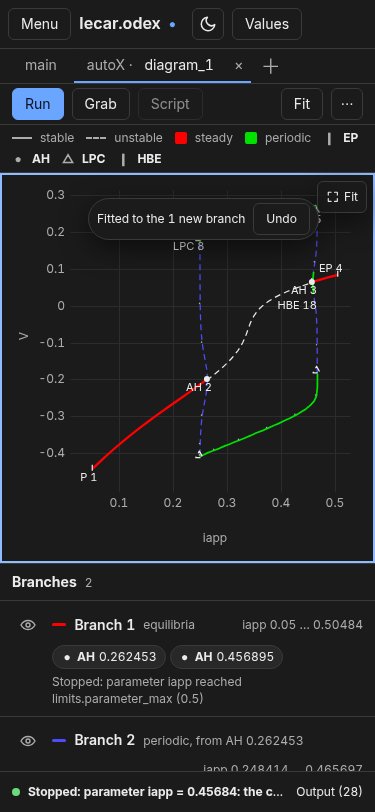 Menu lecar.odex Values
main autoX · diagram_1 ×
Run Grab Script Fit ···
stable unstable steady periodic EP
AH LPC HBE
Fit
Fitted to the 1 new branch Undo
0.3
0.2
0.1
0
-0.1
-0.2
-0.3
-0.4
V
LPC 8
EP 4
AH 3
HBE 18
AH 2
P 1
0.1 0.2 0.3 0.4 0.5
iapp
Branches 2
Branch 1 equilibria iapp 0.05 ... 0.50484
AH 0.262453 AH 0.456895
Stopped: parameter iapp reached
limits.parameter_max (0.5)
Branch 2 periodic, from AH 0.262453
iapp 0.248414 ... 0.465697
Stopped: parameter iapp = 0.45684: the c... Output (28)